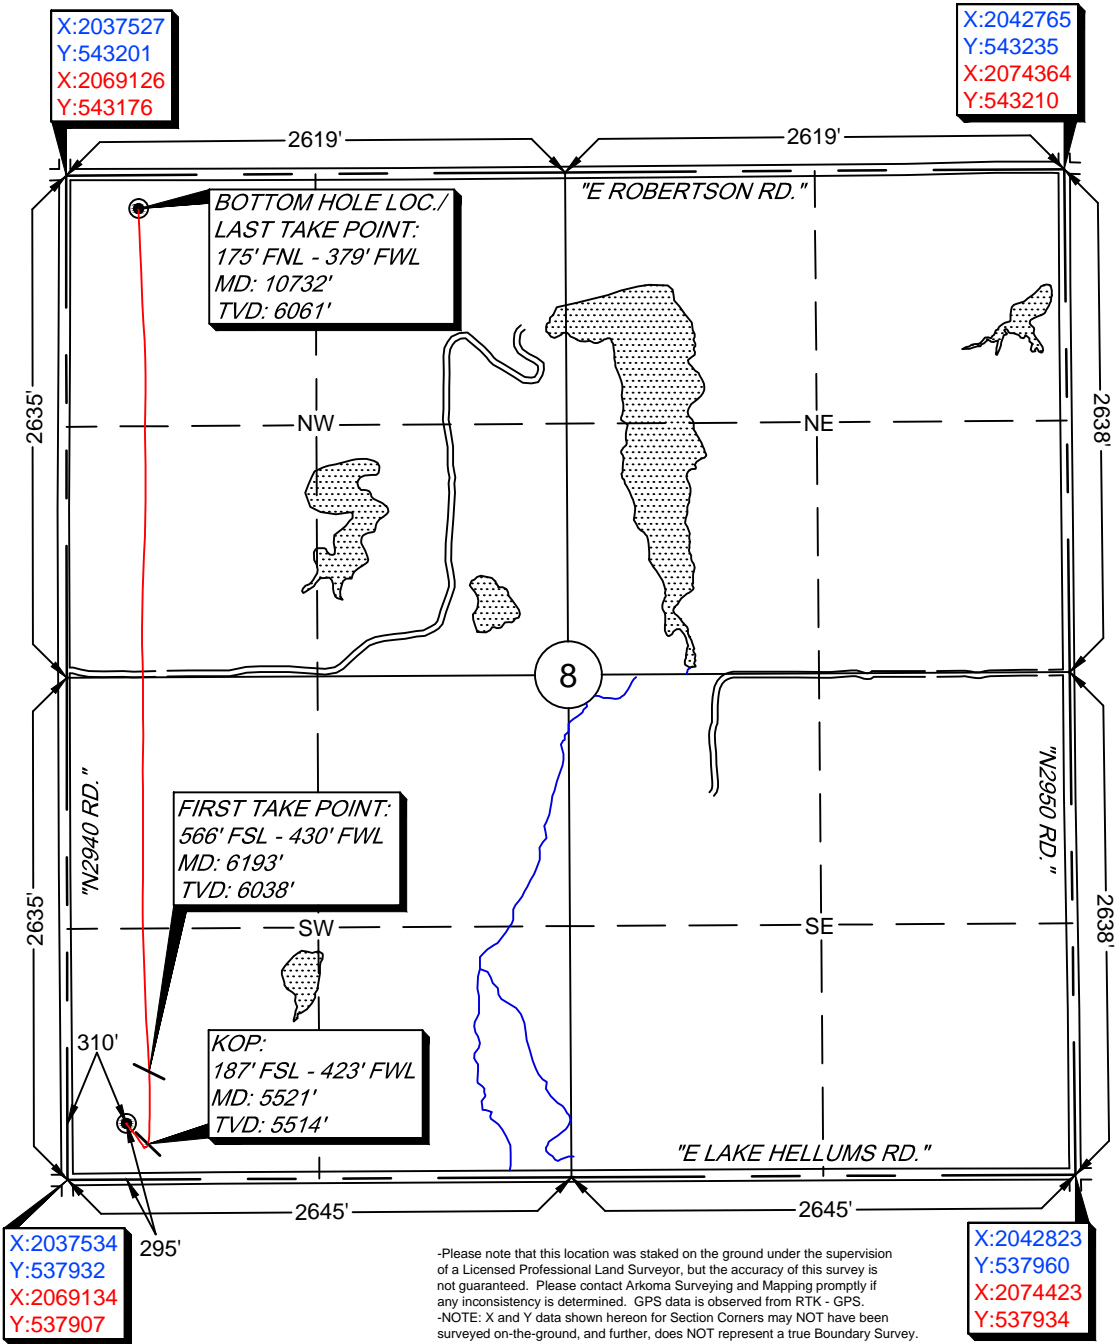 X:2037527
Y:543201
X:2069126
Y:543176
X:2042765
Y:543235
X:2074364
Y:543210
2619'
2619'
"E ROBERTSON RD."
BOTTOM HOLE LOC./
LAST TAKE POINT:
175' FNL - 379' FWL
MD: 10732'
TVD: 6061'
2635'
2638'
NW
NE
8
"N2940 RD."
"N2950 RD."
FIRST TAKE POINT:
566' FSL - 430' FWL
MD: 6193'
TVD: 6038'
2635'
2638'
SW
SE
310'
KOP:
187' FSL - 423' FWL
MD: 5521'
TVD: 5514'
"E LAKE HELLUMS RD."
2645'
2645'
295'
X:2037534
Y:537932
X:2069134
Y:537907
X:2042823
Y:537960
X:2074423
Y:537934
-Please note that this location was staked on the ground under the supervision
of a Licensed Professional Land Surveyor, but the accuracy of this survey is
not guaranteed. Please contact Arkoma Surveying and Mapping promptly if
any inconsistency is determined. GPS data is observed from RTK - GPS.
-NOTE: X and Y data shown hereon for Section Corners may NOT have been
surveyed on-the-ground, and further, does NOT represent a true Boundary Survey.